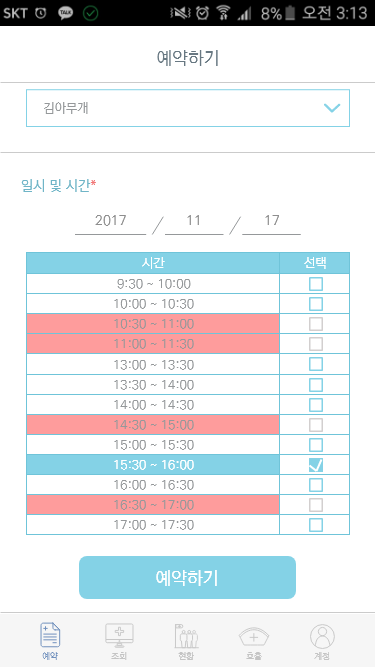 SKT TALK 8% 오전 3:13
예약하기
김아무개
일시 및 시간*
2017 / 11 / 17
시간 선택
9:30 ~ 10:00
10:00 ~ 10:30
10:30 ~ 11:00
11:00 ~ 11:30
13:00 ~ 13:30
13:30 ~ 14:00
14:00 ~ 14:30
14:30 ~ 15:00
15:00 ~ 15:30
15:30 ~ 16:00
16:00 ~ 16:30
16:30 ~ 17:00
17:00 ~ 17:30
예약하기
예약 조회 현황 호출 계정